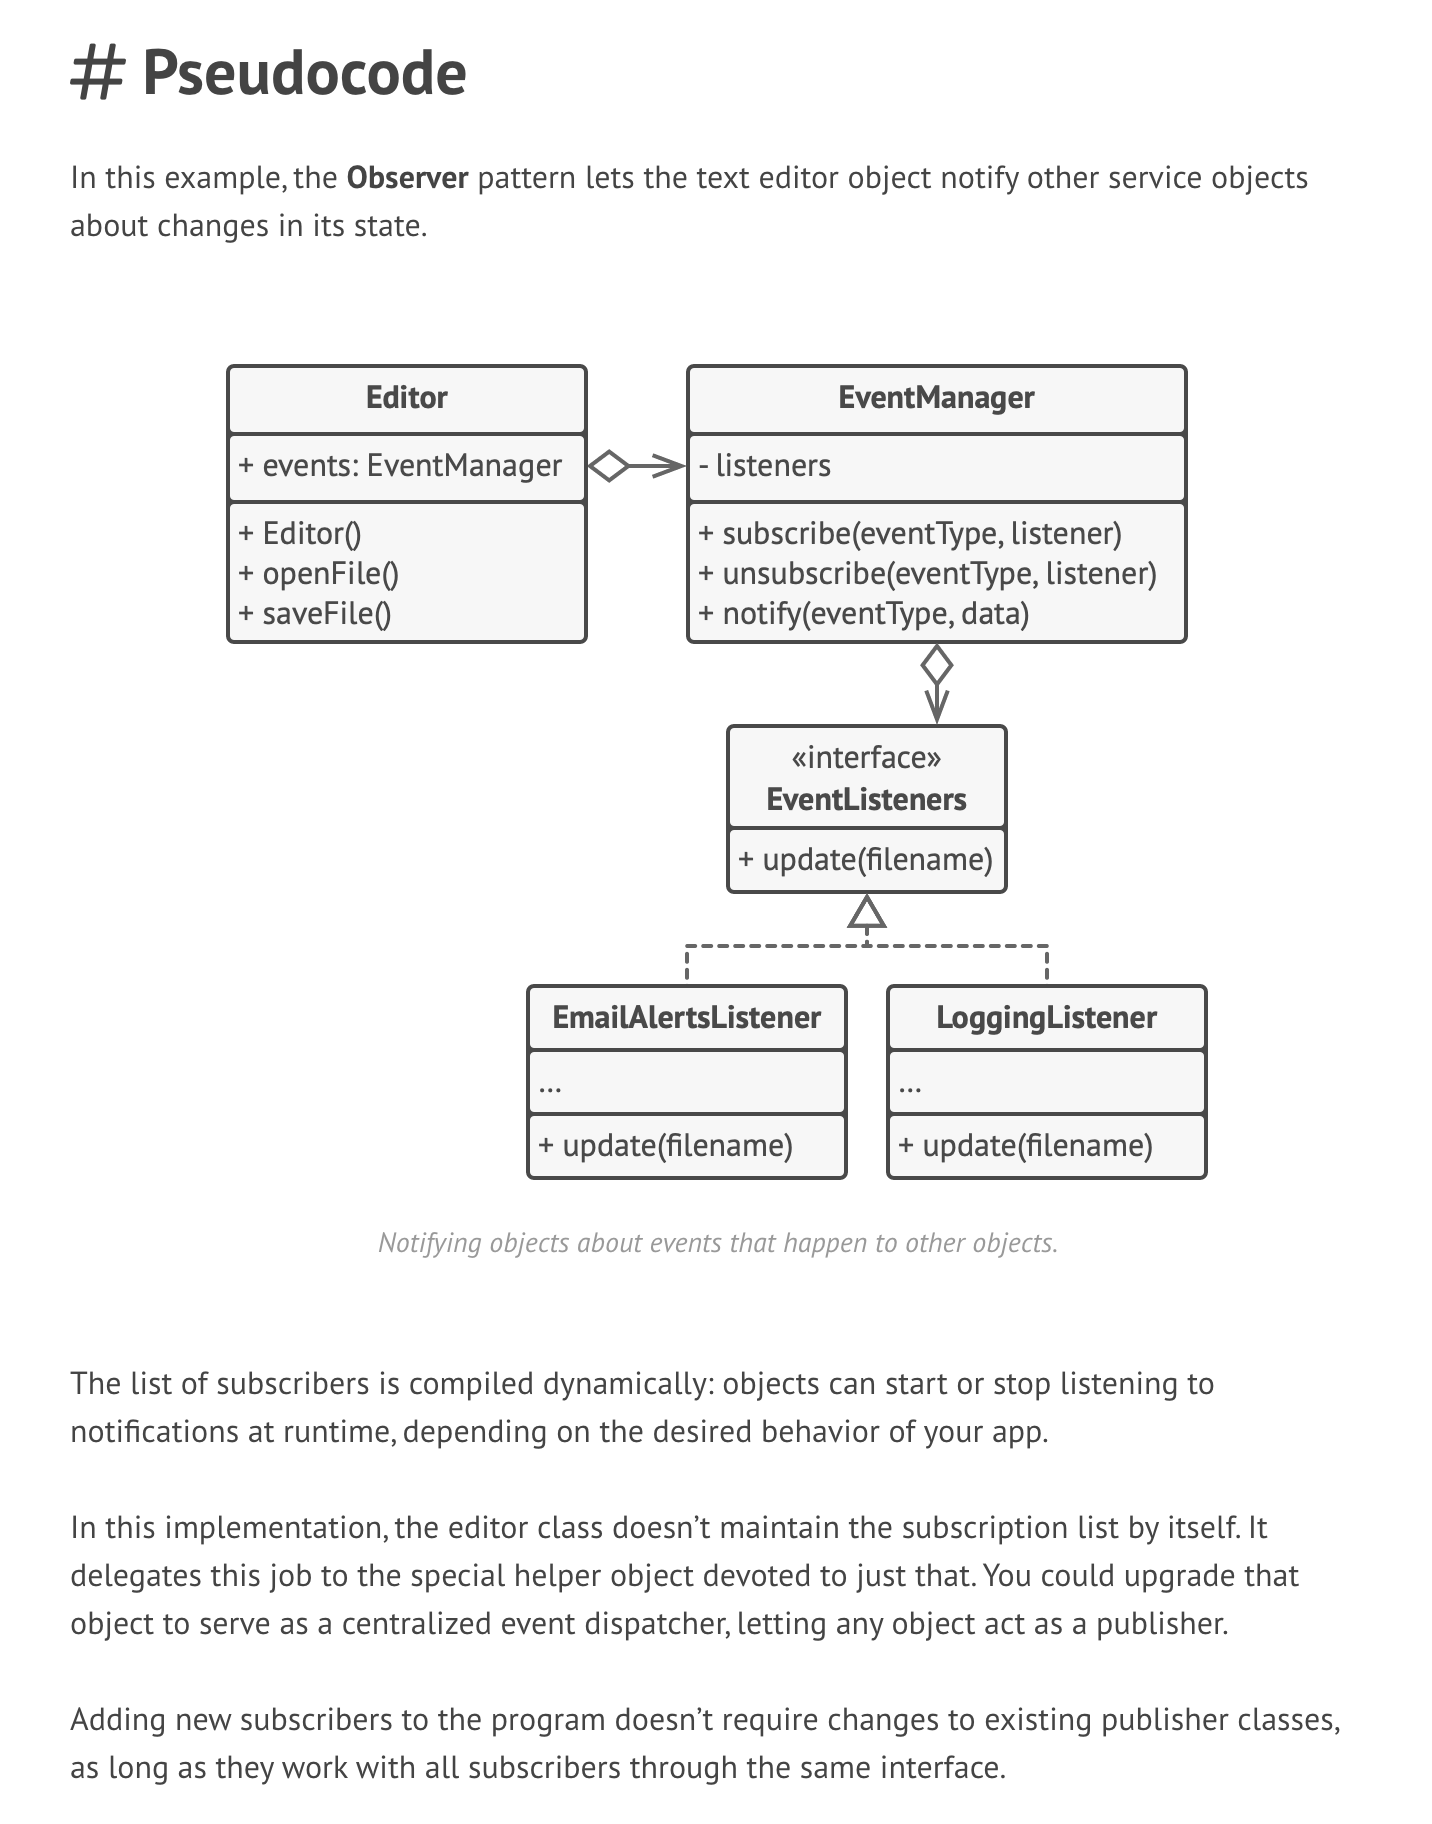 # Pseudocode
In this example, the Observer pattern lets the text editor object notify other service objects
about changes in its state.
Editor
+ events: EventManager
+ Editor()
+ openFile()
+ saveFile()
EventManager
- listeners
+ subscribe(eventType, listener)
+ unsubscribe(eventType, listener)
+ notify(eventType, data)
«interface»
EventListeners
+ update(filename)
EmailAlertsListener
...
+ update(filename)
LoggingListener
...
+ update(filename)
Notifying objects about events that happen to other objects.
The list of subscribers is compiled dynamically: objects can start or stop listening to
notifications at runtime, depending on the desired behavior of your app.
In this implementation, the editor class doesn’t maintain the subscription list by itself. It
delegates this job to the special helper object devoted to just that. You could upgrade that
object to serve as a centralized event dispatcher, letting any object act as a publisher.
Adding new subscribers to the program doesn’t require changes to existing publisher classes,
as long as they work with all subscribers through the same interface.